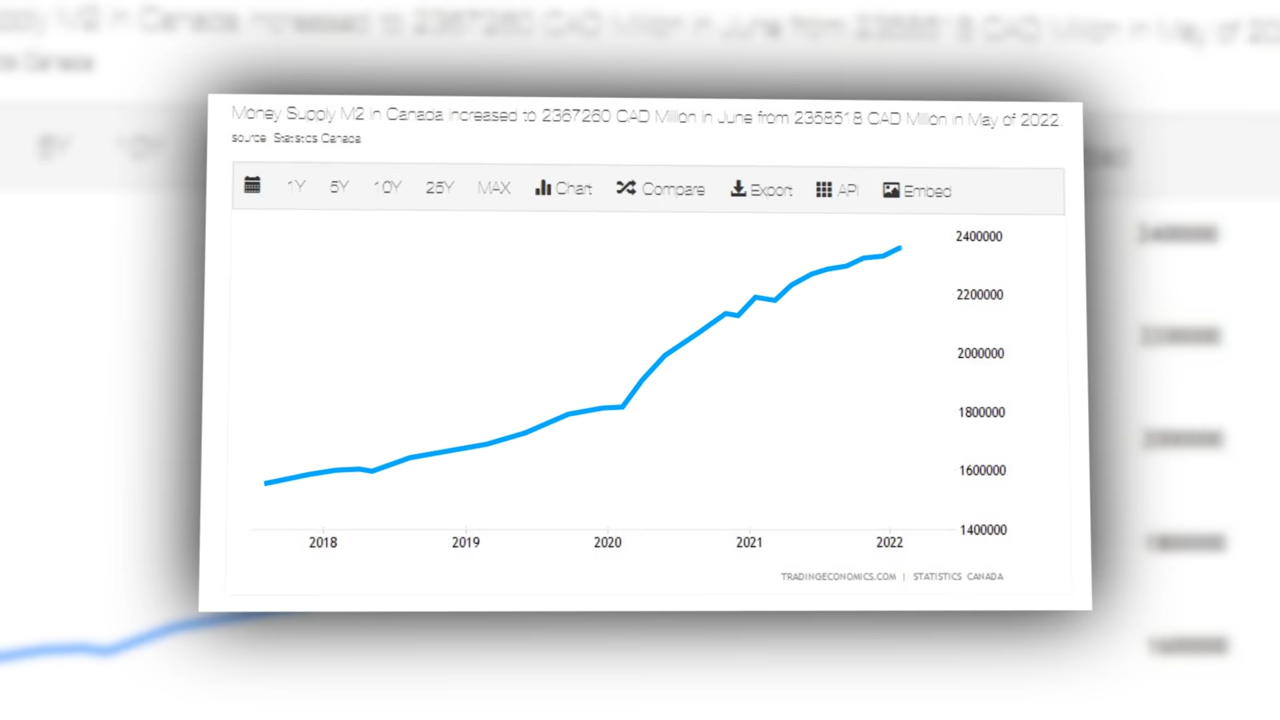 Money Supply M2 in Canada increased to 2367260 CAD Million in June from 2358518 CAD Million in May of 2022.
source Statistics Canada
1Y 5Y 10Y 25Y MAX Chart Compare Export API Embed
2400000
2200000
2000000
1800000
1600000
1400000
2018 2019 2020 2021 2022
TRADINGECONOMICS.COM | STATISTICS CANADA